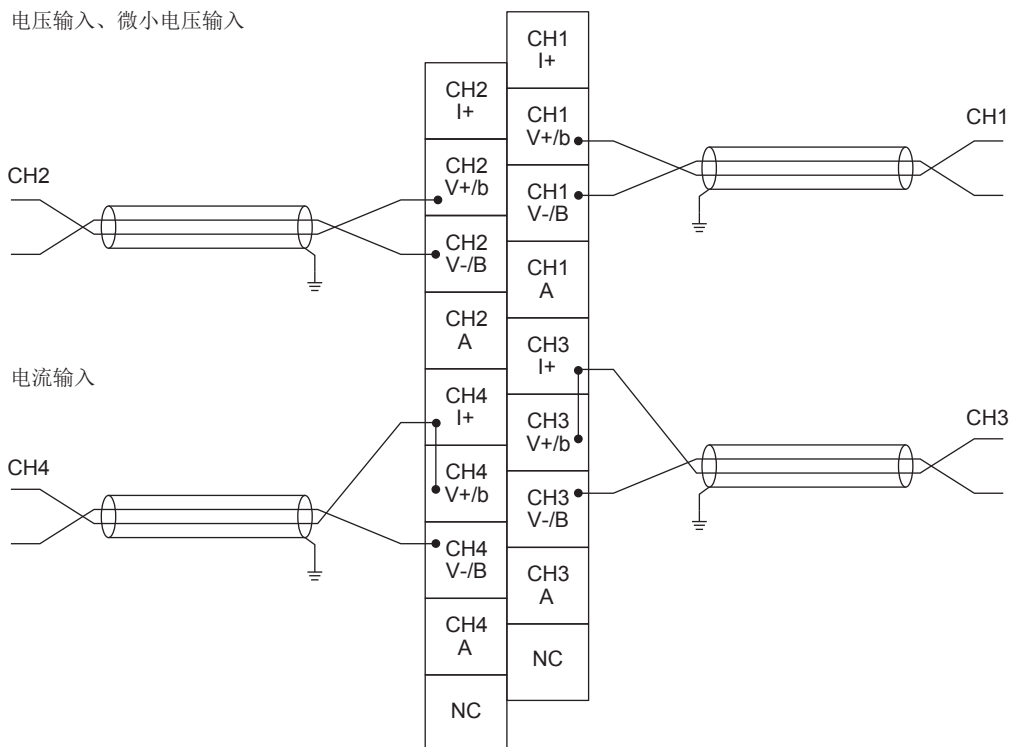 电压输入、微小电压输入
CH1
I+
CH2
I+
CH1
V+/b
CH1
CH2
V+/b
CH2
CH1
V-/B
CH2
V-/B
CH1
A
CH2
A
CH3
I+
电流输入
CH4
I+
CH3
V+/b
CH3
CH4
V+/b
CH4
CH3
V-/B
CH4
V-/B
CH3
A
CH4
A
NC
NC